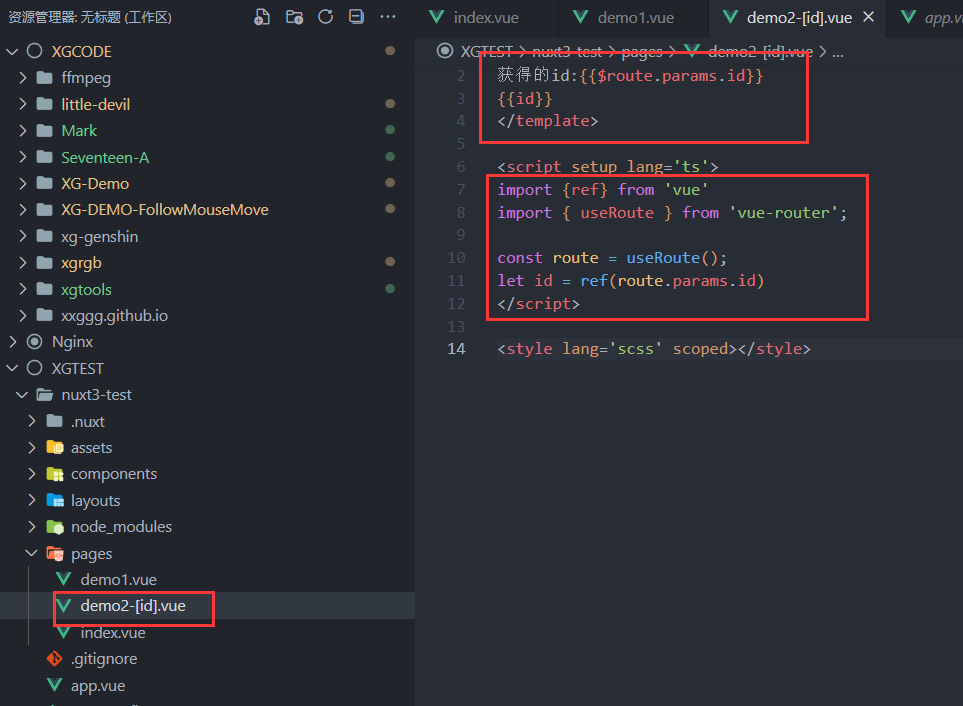 资源管理器: 无标题 (工作区)
XGCODE
ffmpeg
little-devil
Mark
Seventeen-A
XG-Demo
XG-DEMO-FollowMouseMove
xg-genshin
xgrgb
xgtools
xxggg.github.io
Nginx
XGTEST
nuxt3-test
.nuxt
assets
components
layouts
node_modules
pages
demo1.vue
demo2-[id].vue
index.vue
.gitignore
app.vue
index.vue demo1.vue demo2-[id].vue
XGTEST > nuxt3-test > pages > demo2-[id].vue > ...
2 获得的id:{{$route.params.id}}
3 {{id}}
4 </template>
5
6 <script setup lang='ts'>
7 import {ref} from 'vue'
8 import { useRoute } from 'vue-router';
9
10 const route = useRoute();
11 let id = ref(route.params.id)
12 </script>
13
14 <style lang='scss' scoped></style>